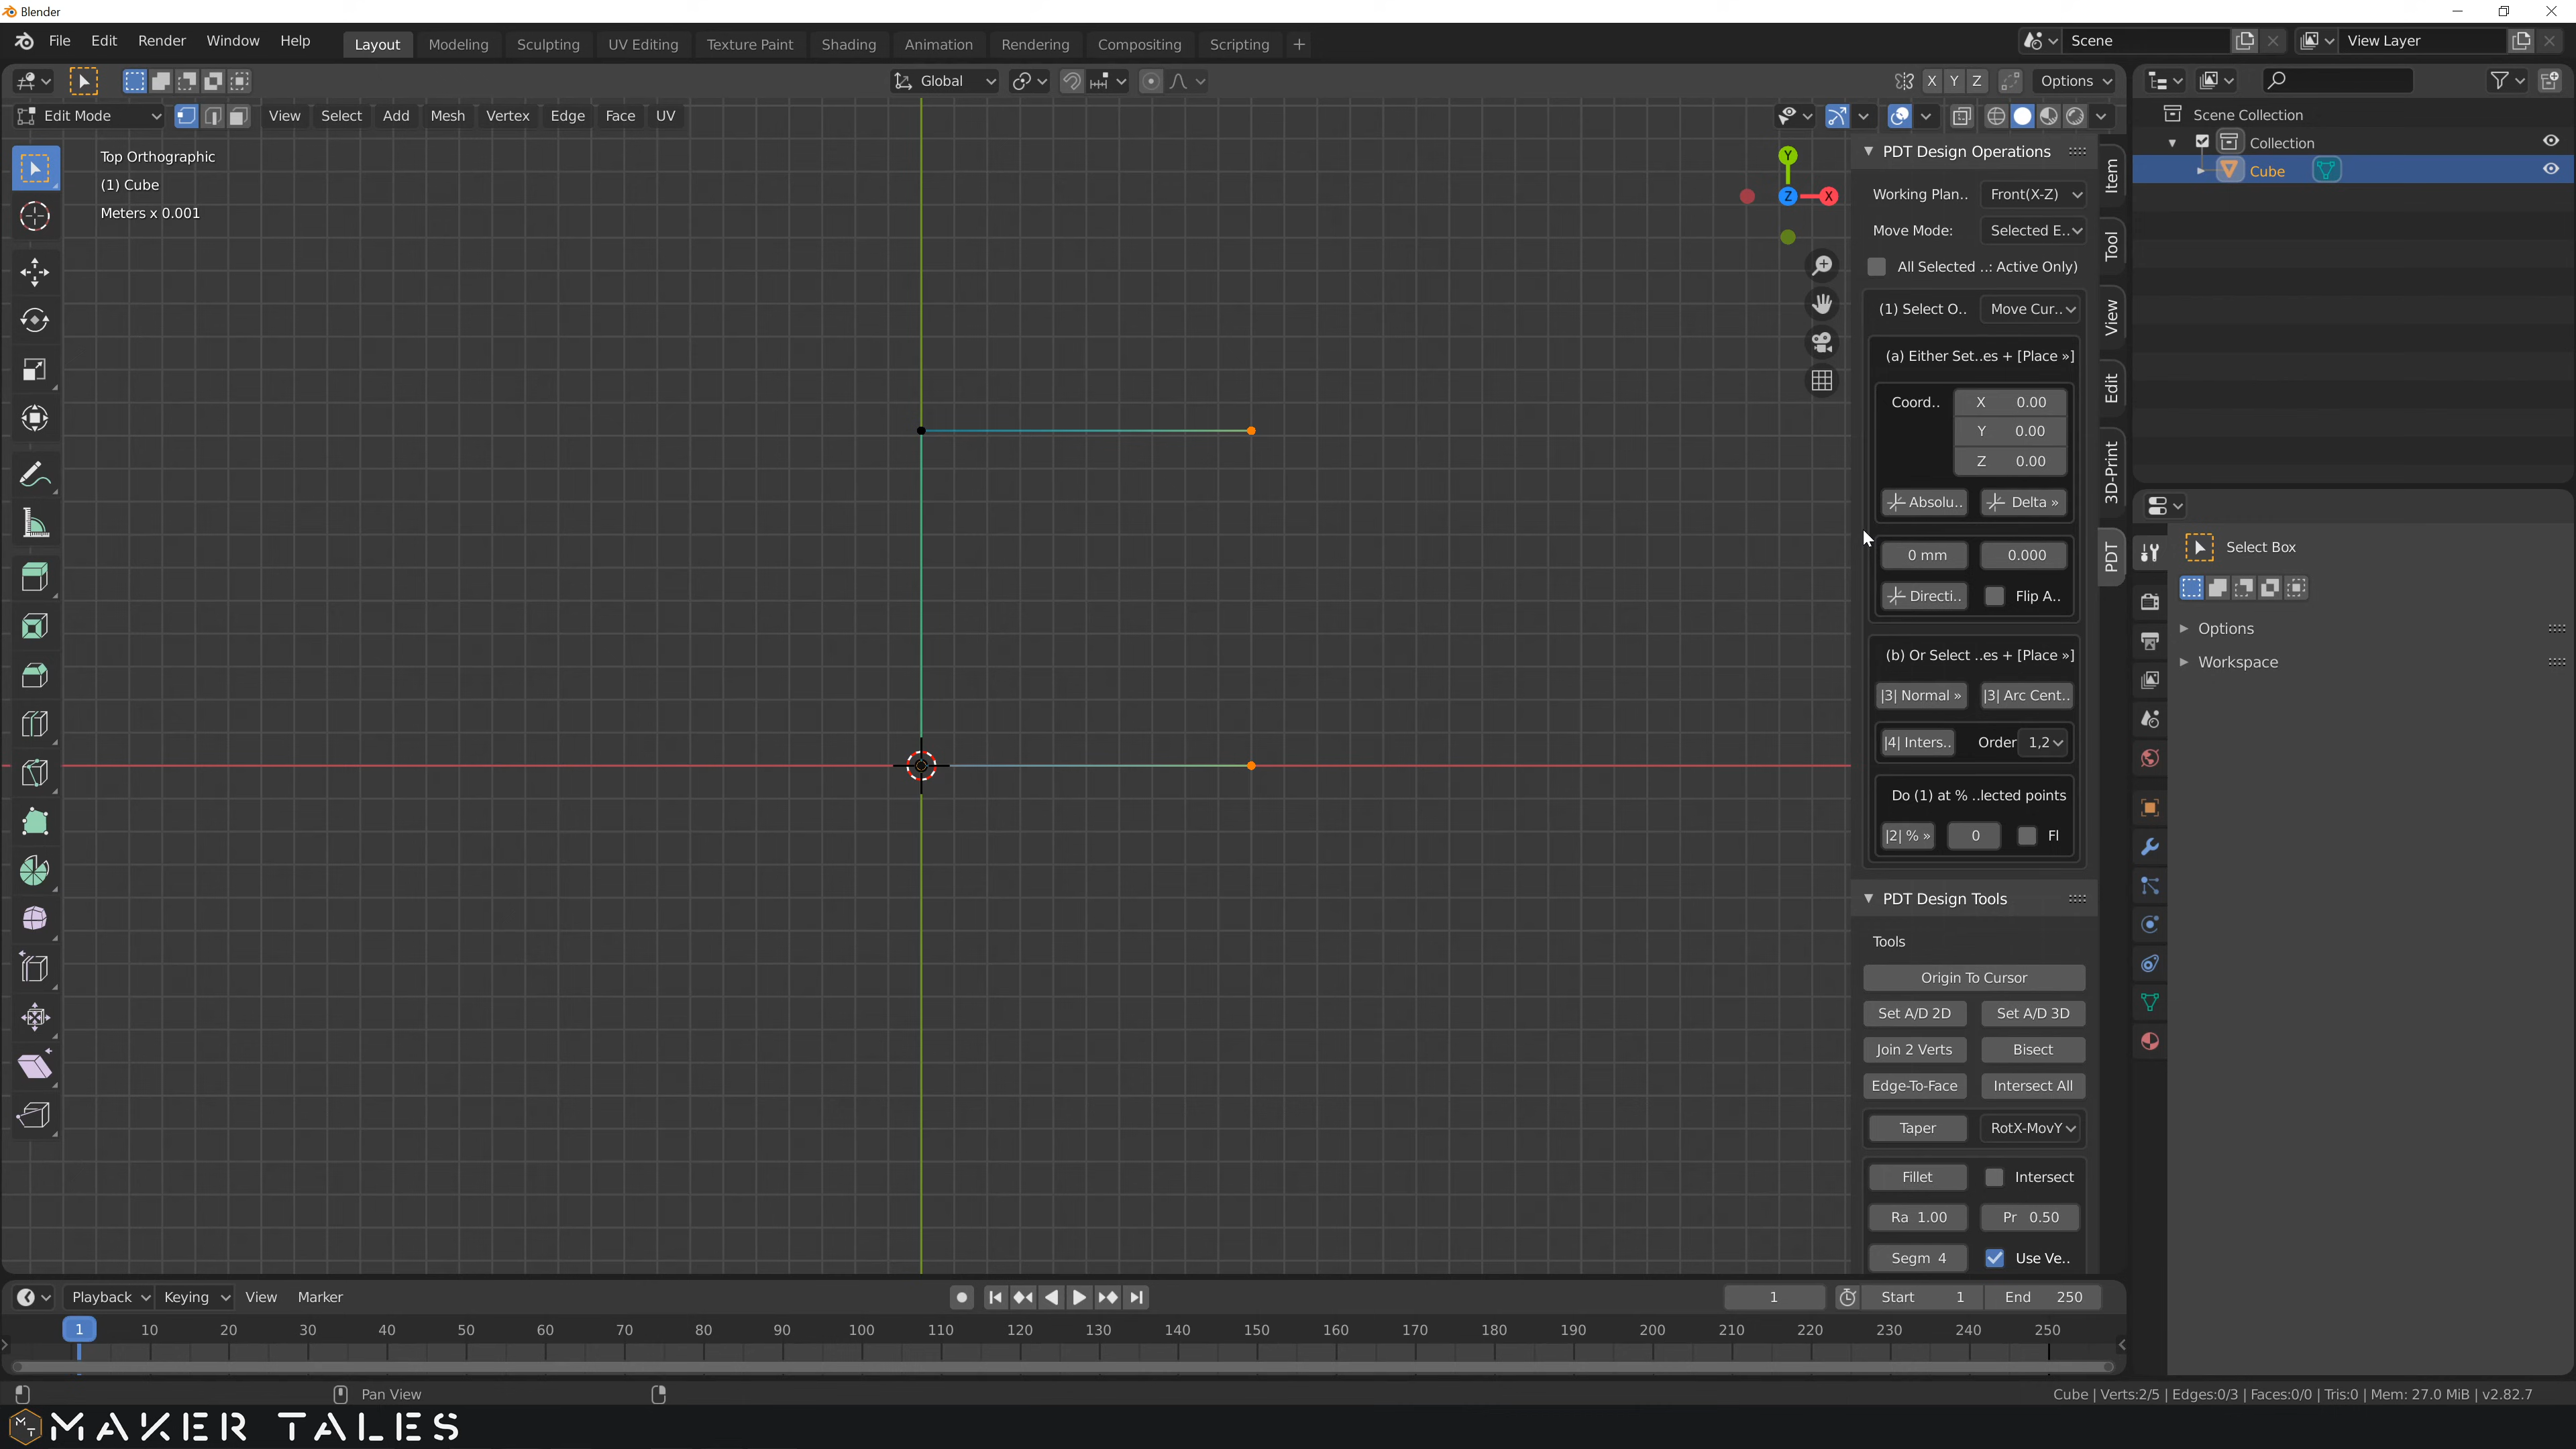 Blender
File Edit Render Window Help Layout Modeling Sculpting UV Editing Texture Paint Shading Animation Rendering Compositing Scripting + Scene View Layer
Global X Y Z Options
Edit Mode View Select Add Mesh Vertex Edge Face UV
Top Orthographic
(1) Cube
Meters x 0.001
Y
Z
X
PDT Design Operations
Working Plan.. Front(X-Z)
Move Mode: Selected E..
All Selected ..: Active Only)
(1) Select O.. Move Cur..
(a) Either Set..es + [Place »]
Coord.. X 0.00
Y 0.00
Z 0.00
Absolu.. Delta »
0 mm 0.000
Directi.. Flip A..
(b) Or Select ..es + [Place »]
|3| Normal » |3| Arc Cent..
|4| Inters.. Order 1,2
Do (1) at % ..lected points
|2| % » 0 Fl
PDT Design Tools
Tools
Origin To Cursor
Set A/D 2D Set A/D 3D
Join 2 Verts Bisect
Edge-To-Face Intersect All
Taper RotX-MovY
Fillet Intersect
Ra 1.00 Pr 0.50
Segm 4 Use Ve..
Item
Tool
View
Edit
3D-Print
PDT
Scene Collection
Collection
Cube
Select Box
Options
Workspace
Playback Keying View Marker 1 Start 1 End 250
1 10 20 30 40 50 60 70 80 90 100 110 120 130 140 150 160 170 180 190 200 210 220 230 240 250
Pan View Cube | Verts:2/5 | Edges:0/3 | Faces:0/0 | Tris:0 | Mem: 27.0 MiB | v2.82.7
MT MAKER TALES